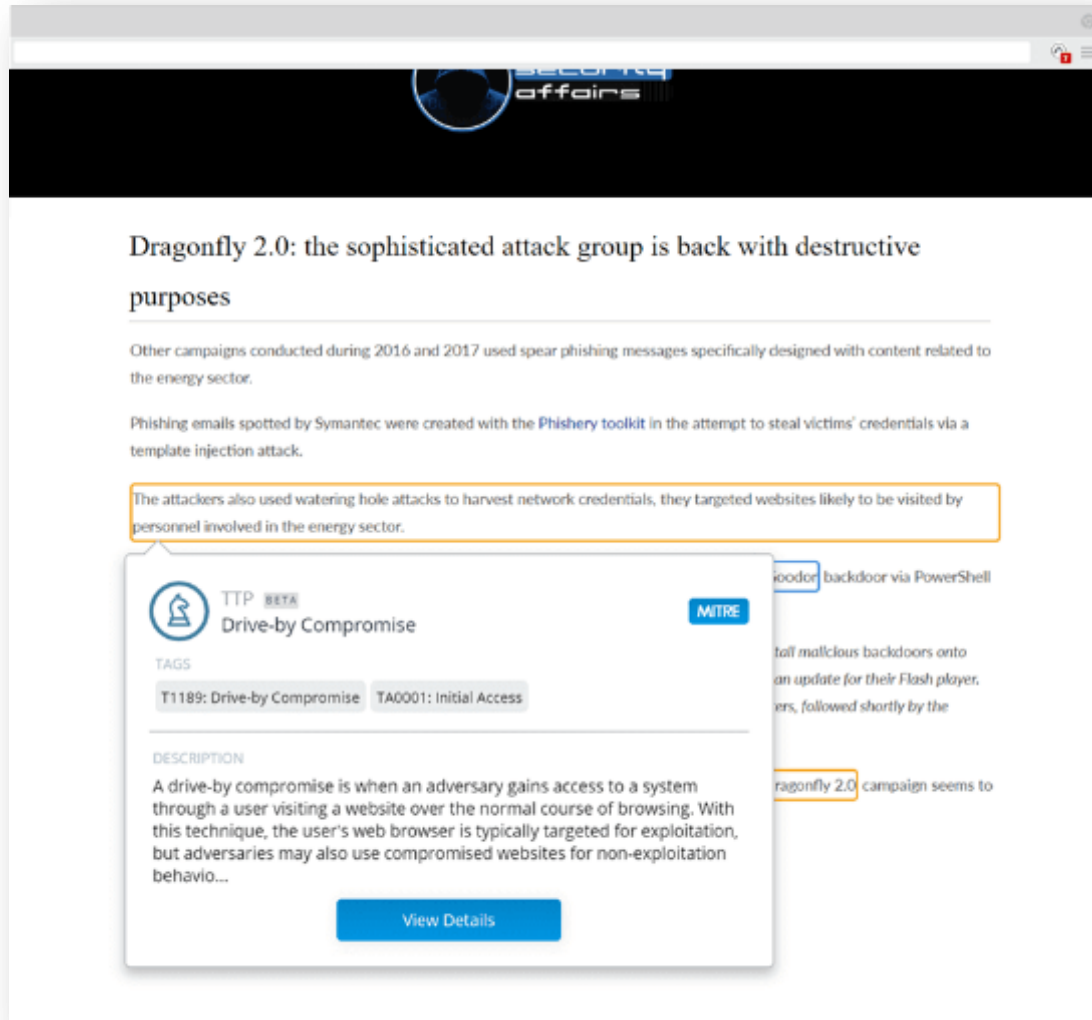 security
affairs
Dragonfly 2.0: the sophisticated attack group is back with destructive
purposes
Other campaigns conducted during 2016 and 2017 used spear phishing messages specifically designed with content related to
the energy sector.
Phishing emails spotted by Symantec were created with the Phishery toolkit in the attempt to steal victims' credentials via a
template injection attack.
The attackers also used watering hole attacks to harvest network credentials, they targeted websites likely to be visited by
personnel involved in the energy sector.
backdoor via PowerShell
TTP BETA
Drive-by Compromise
MITRE
TAGS
T1189: Drive-by Compromise TA0001: Initial Access
malicious backdoors onto
an update for their Flash player.
followed shortly by the
DESCRIPTION
A drive-by compromise is when an adversary gains access to a system
through a user visiting a website over the normal course of browsing. With
this technique, the user's web browser is typically targeted for exploitation,
but adversaries may also use compromised websites for non-exploitation
behavio...
ragonfly 2.0 campaign seems to
View Details